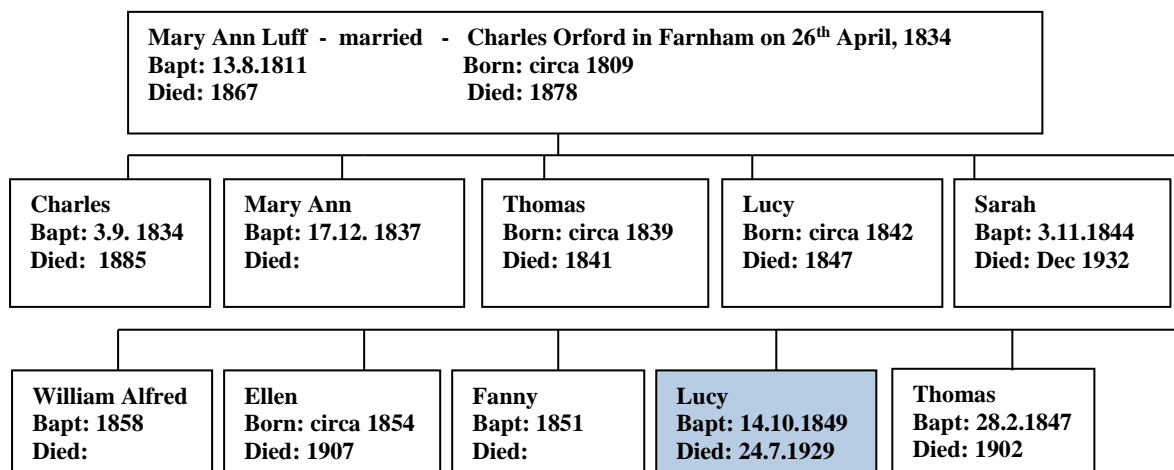 Mary Ann Luff - married - Charles Orford in Farnham on 26th April, 1834
Bapt: 13.8.1811 Born: circa 1809
Died: 1867 Died: 1878
Charles
Bapt: 3.9. 1834
Died: 1885
Mary Ann
Bapt: 17.12. 1837
Died:
Thomas
Born: circa 1839
Died: 1841
Lucy
Born: circa 1842
Died: 1847
Sarah
Bapt: 3.11.1844
Died: Dec 1932
William Alfred
Bapt: 1858
Died:
Ellen
Born: circa 1854
Died: 1907
Fanny
Bapt: 1851
Died:
Lucy
Bapt: 14.10.1849
Died: 24.7.1929
Thomas
Bapt: 28.2.1847
Died: 1902